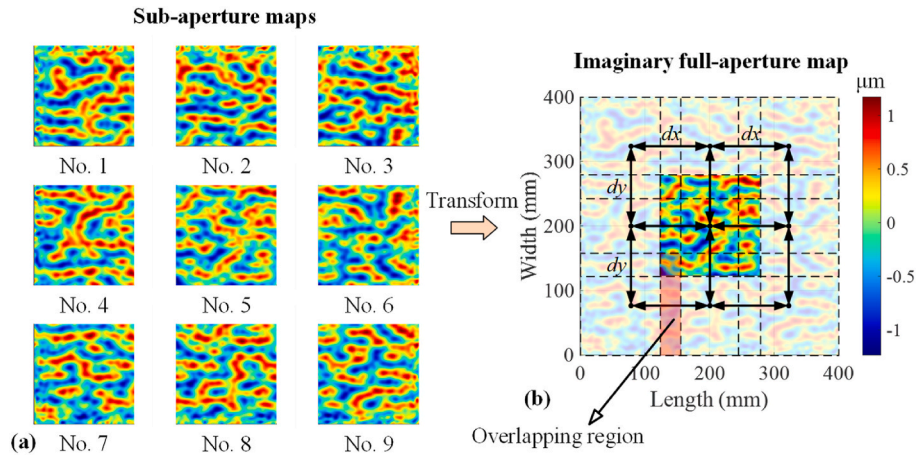 Sub-aperture maps
No. 1
No. 2
No. 3
No. 4
No. 5
No. 6
No. 7
No. 8
No. 9
(a)
Transform
Imaginary full-aperture map
μm
400
300
200
100
0
Width (mm)
dx
dx
dy
dy
0
100
200
300
400
Length (mm)
1
0.5
0
-0.5
-1
(b)
Overlapping region